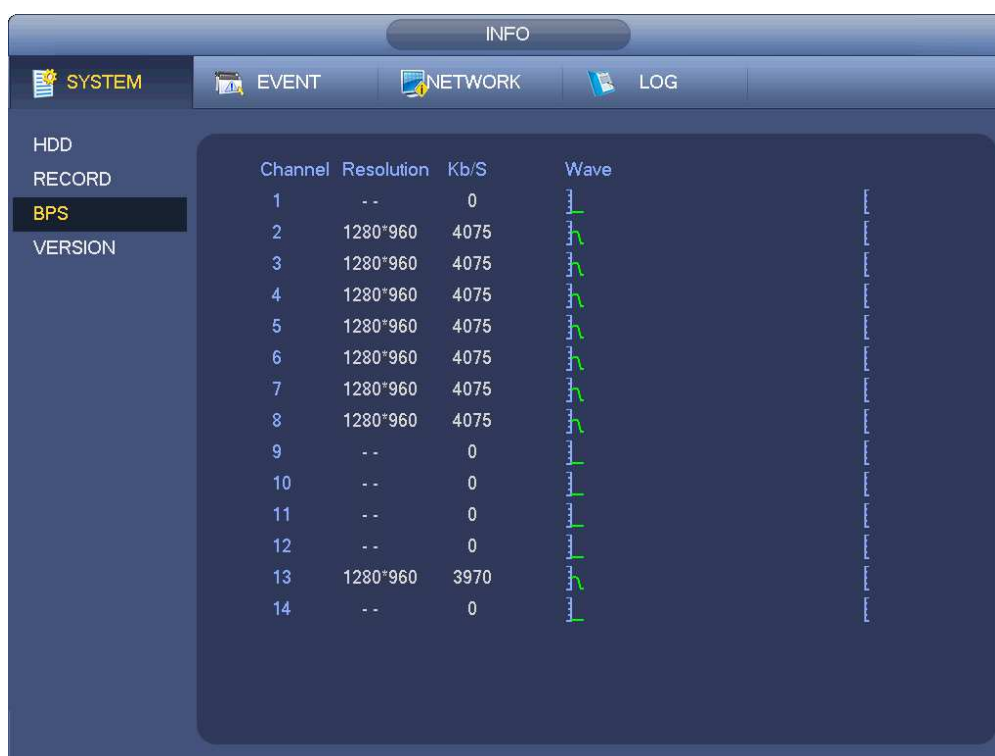 INFO
SYSTEM EVENT NETWORK LOG
HDD
RECORD
BPS
VERSION
Channel Resolution Kb/S Wave
1 - - 0
2 1280*960 4075
3 1280*960 4075
4 1280*960 4075
5 1280*960 4075
6 1280*960 4075
7 1280*960 4075
8 1280*960 4075
9 - - 0
10 - - 0
11 - - 0
12 - - 0
13 1280*960 3970
14 - - 0